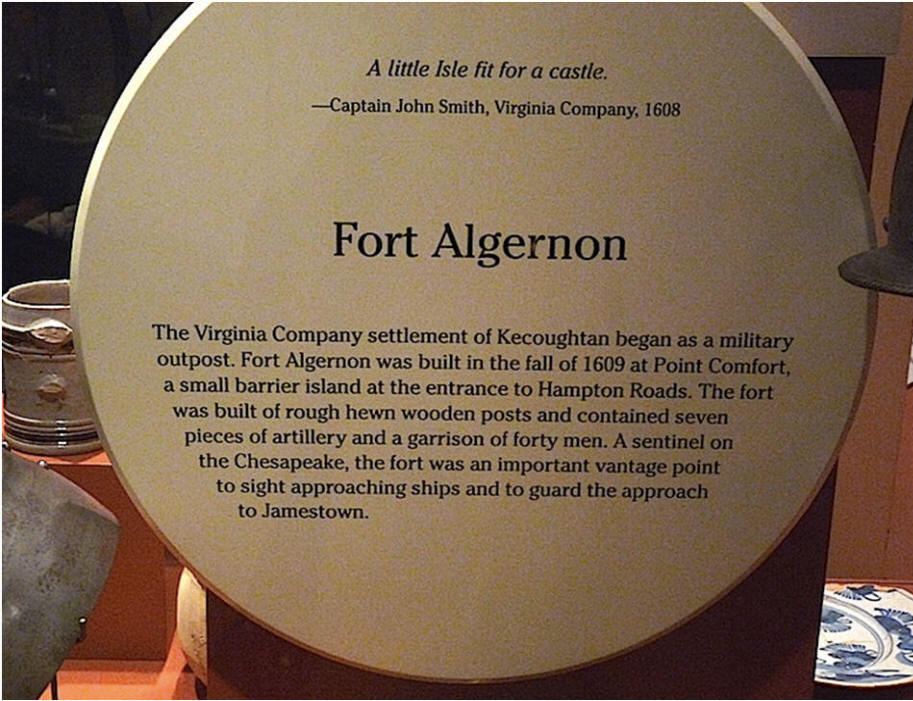 A little Isle fit for a castle.
—Captain John Smith, Virginia Company, 1608
Fort Algernon
The Virginia Company settlement of Kecoughtan began as a military
outpost. Fort Algernon was built in the fall of 1609 at Point Comfort,
a small barrier island at the entrance to Hampton Roads. The fort
was built of rough hewn wooden posts and contained seven
pieces of artillery and a garrison of forty men. A sentinel on
the Chesapeake, the fort was an important vantage point
to sight approaching ships and to guard the approach
to Jamestown.